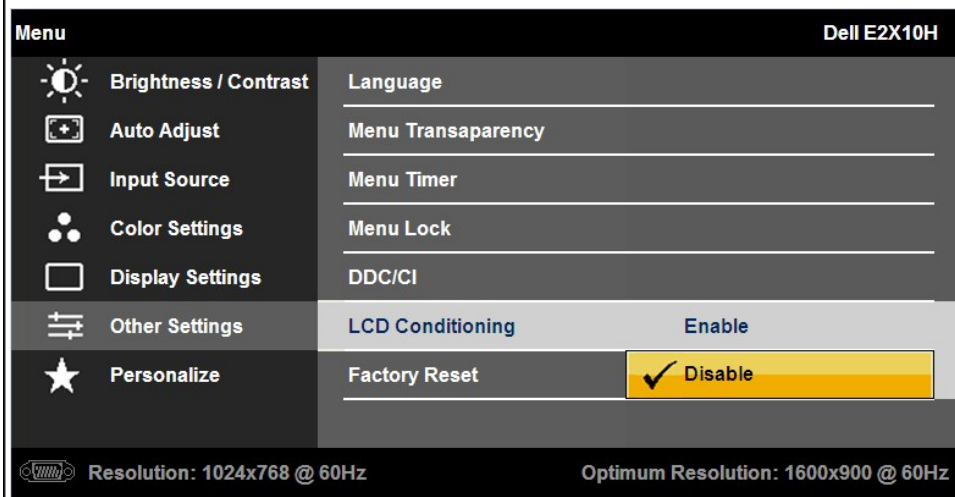 Menu Dell E2X10H
Brightness / Contrast Language
Auto Adjust Menu Transaparency
Input Source Menu Timer
Color Settings Menu Lock
Display Settings DDC/CI
Other Settings LCD Conditioning Enable
Personalize Factory Reset Disable
Resolution: 1024x768 @ 60Hz Optimum Resolution: 1600x900 @ 60Hz